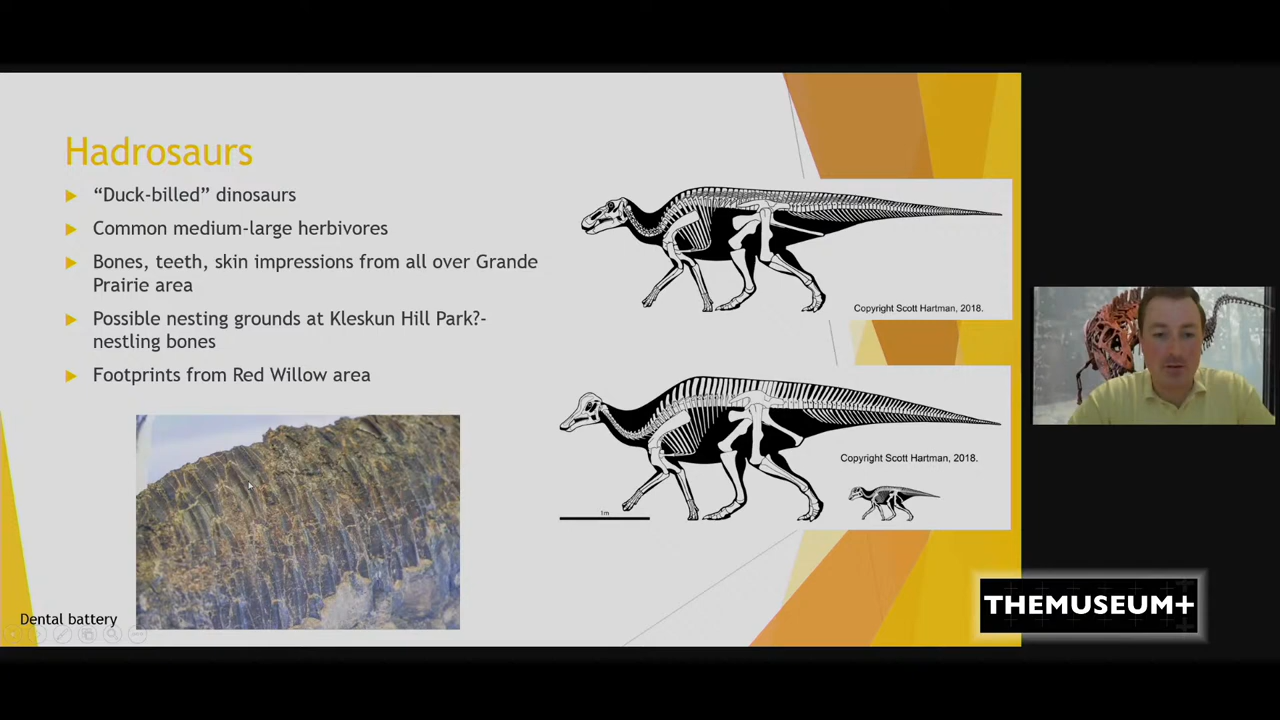 Hadrosaurs
“Duck-billed” dinosaurs
Common medium-large herbivores
Bones, teeth, skin impressions from all over Grande
Prairie area
Possible nesting grounds at Kleskun Hill Park?-
nestling bones
Footprints from Red Willow area
Dental battery
Copyright Scott Hartman, 2018.
Copyright Scott Hartman, 2018.
1m
THEMUSEUM+